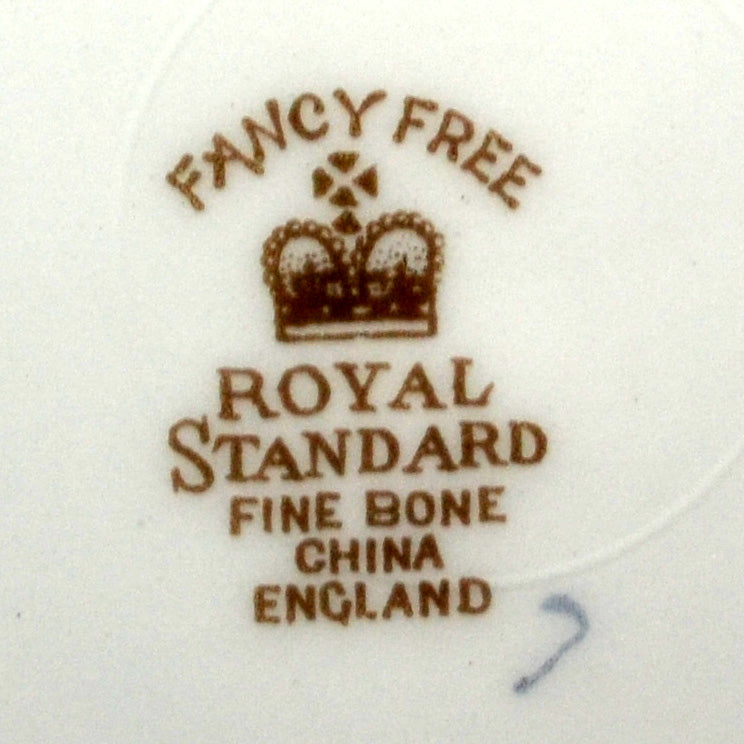 FANCY FREE
ROYAL
STANDARD
FINE BONE
CHINA
ENGLAND